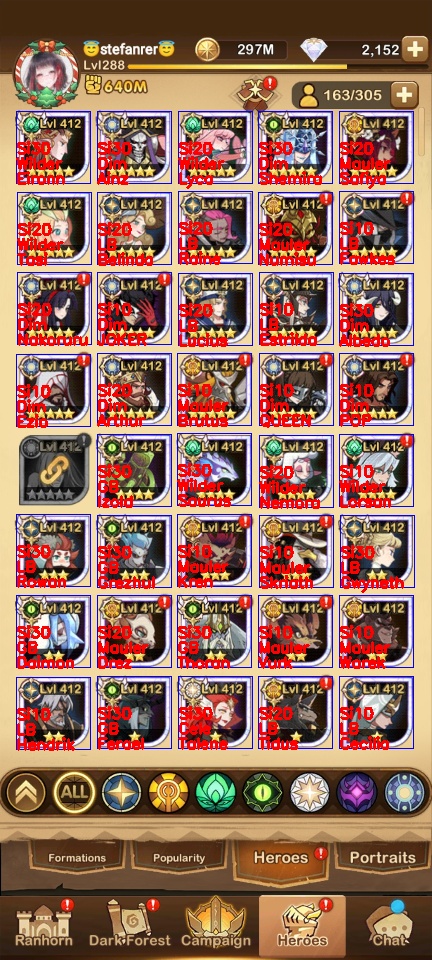 stefanrer
Lvl288
297M
2,152
640M
163/305
Lvl 412 Lvl 412 Lvl 412 Lvl 412 Lvl 412
Si30 Si30 Si20 Si30 Si20
Wilder Dim Wilder Dim Mauler
Eironn Ainz Lyca Shemira Safiya
Lvl 412 Lvl 412 Lvl 412 Lvl 412 Lvl 412
Si20 Si20 Si20 Si20 Si10
Wilder LB LB Mauler LB
Tasi Belinda Raine Numisu Fawkes
Lvl 412 Lvl 412 Lvl 412 Lvl 412 Lvl 412
Si20 Si10 Si20 Si10 Si30
Dim Dim LB LB Dim
Nakoruru JOKER Lucius Estrilda Albedo
Lvl 412 Lvl 412 Lvl 412 Lvl 412 Lvl 412
Si10 Si20 Si10 Si10 Si10
Dim Dim Mauler Dim Dim
Ezio Arthur Brutus QUEEN POP
Lvl 412 Lvl 412 Lvl 412 Lvl 412 Lvl 412
Si30 Si30 Si20 Si10
GB Wilder Wilder Wilder
Izold Saurus Nemora Lorsan
Lvl 412 Lvl 412 Lvl 412 Lvl 412 Lvl 412
Si30 Si30 Si10 Si10 Si30
LB GB Mauler Mauler LB
Rowan Grezhul Kren Skriath Gwyneth
Lvl 412 Lvl 412 Lvl 412 Lvl 412 Lvl 412
Si30 Si20 Si30 Si10 Si10
GB Mauler GB Mauler Mauler
Daimon Drez Thoran Vurk Warek
Lvl 412 Lvl 412 Lvl 412 Lvl 412 Lvl 412
Si10 Si30 Si30 Si20 Si10
LB GB Cele LB LB
Hendrik Ferael Talene Tidus Cecilia
ALL
Formations Popularity Heroes Portraits
Ranhorn Dark Forest Campaign Heroes Chat